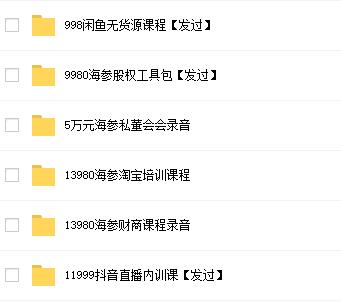 998闲鱼无货源课程【发过】
9980海参股权工具包【发过】
5万元海参私董会会录音
13980海参淘宝培训课程
13980海参财商课程录音
11999抖音直播内训课【发过】